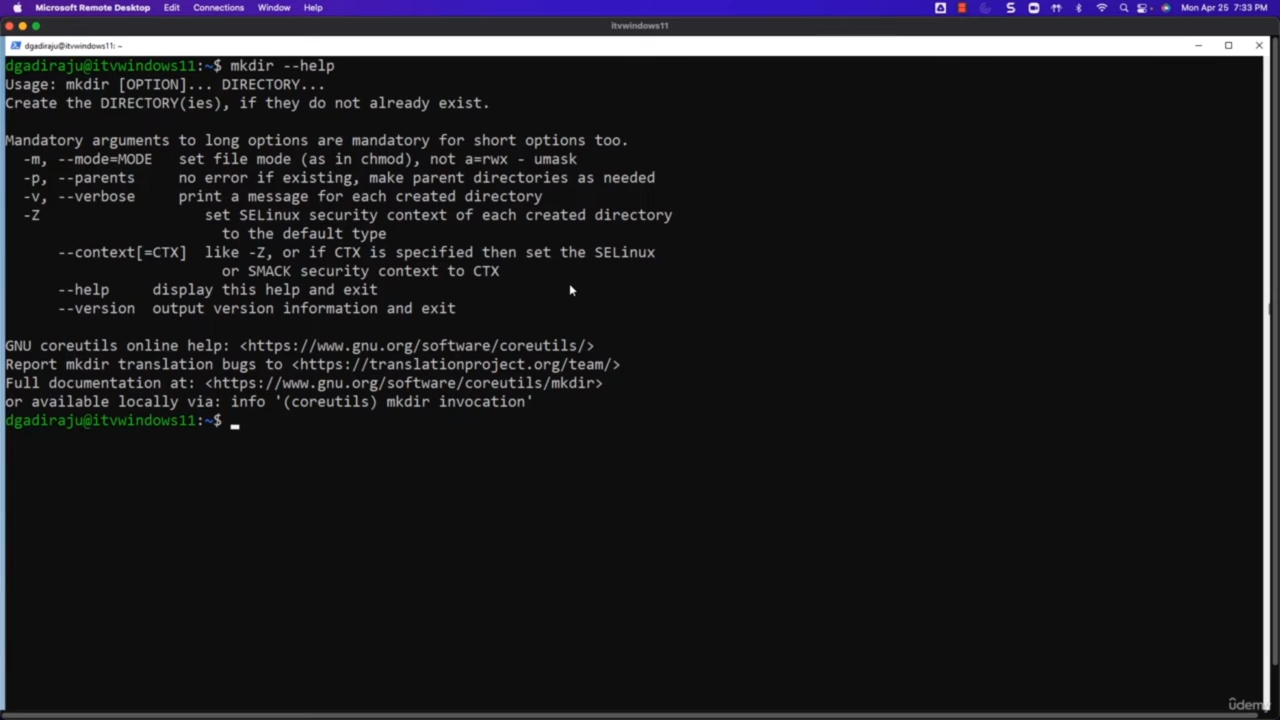 Microsoft Remote Desktop Edit Connections Window Help Mon Apr 25 7:33 PM
itvwindows11
dgadiraju@itvwindows11: ~
dgadiraju@itvwindows11:~$ mkdir --help
Usage: mkdir [OPTION]... DIRECTORY...
Create the DIRECTORY(ies), if they do not already exist.
Mandatory arguments to long options are mandatory for short options too.
-m, --mode=MODE set file mode (as in chmod), not a=rwx - umask
-p, --parents no error if existing, make parent directories as needed
-v, --verbose print a message for each created directory
-Z set SELinux security context of each created directory
to the default type
--context[=CTX] like -Z, or if CTX is specified then set the SELinux
or SMACK security context to CTX
--help display this help and exit
--version output version information and exit
GNU coreutils online help: <https://www.gnu.org/software/coreutils/>
Report mkdir translation bugs to <https://translationproject.org/team/>
Full documentation at: <https://www.gnu.org/software/coreutils/mkdir>
or available locally via: info '(coreutils) mkdir invocation'
dgadiraju@itvwindows11:~$
ûdemy